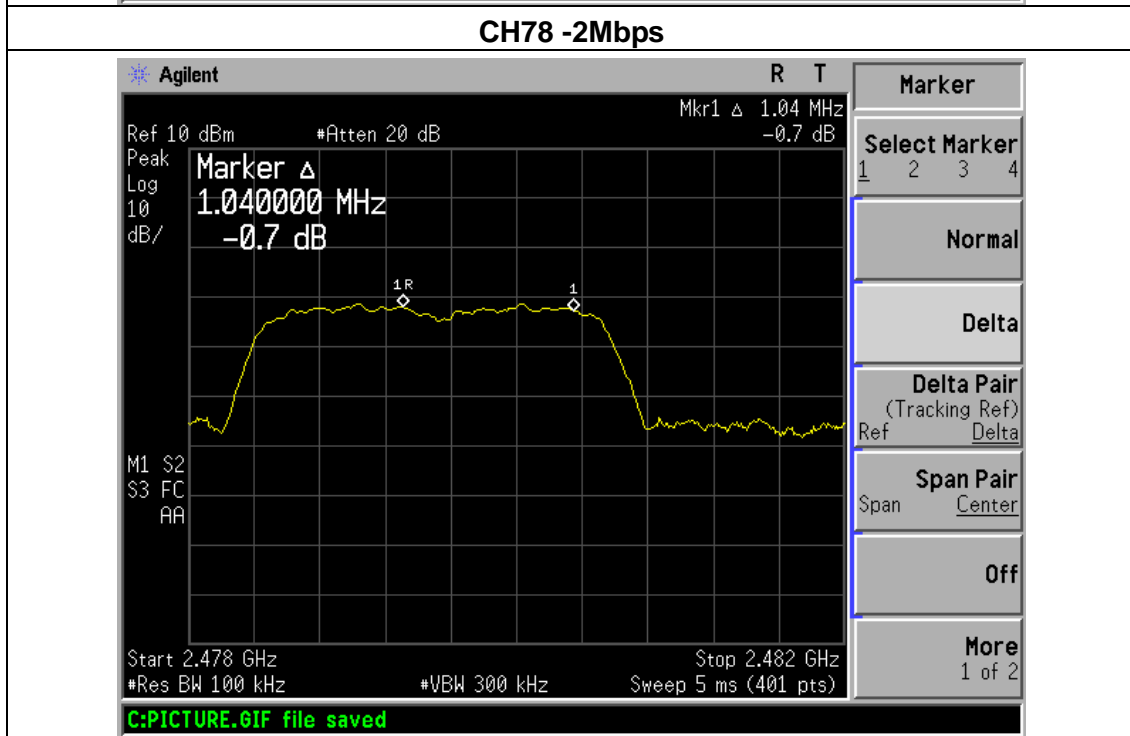 CH78 -2Mbps
Agilent R T
Mkr1 Δ 1.04 MHz
Ref 10 dBm #Atten 20 dB -0.7 dB
Peak
Log
10
dB/
Marker Δ
1.040000 MHz
-0.7 dB
1R
1
M1 S2
S3 FC
AA
Start 2.478 GHz Stop 2.482 GHz
#Res BW 100 kHz #VBW 300 kHz Sweep 5 ms (401 pts)
C:PICTURE.GIF file saved
Marker
Select Marker
1 2 3 4
Normal
Delta
Delta Pair
(Tracking Ref)
Ref Delta
Span Pair
Span Center
Off
More
1 of 2